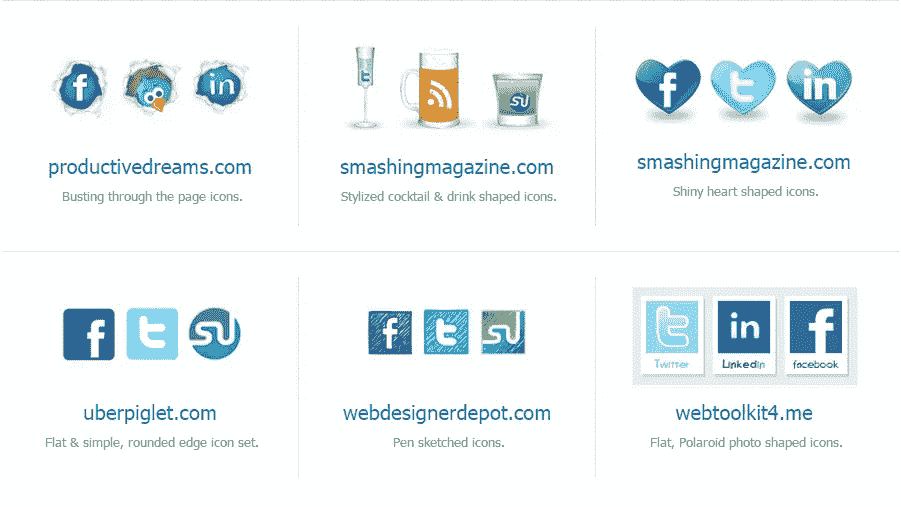 f in
t SU
f t in
productivedreams.com
smashingmagazine.com
smashingmagazine.com
Busting through the page icons.
Stylized cocktail & drink shaped icons.
Shiny heart shaped icons.
f t SU
f t SU
t in f
Twitter LinkedIn facebook
uberpiglet.com
webdesignerdepot.com
webtoolkit4.me
Flat & simple, rounded edge icon set.
Pen sketched icons.
Flat, Polaroid photo shaped icons.